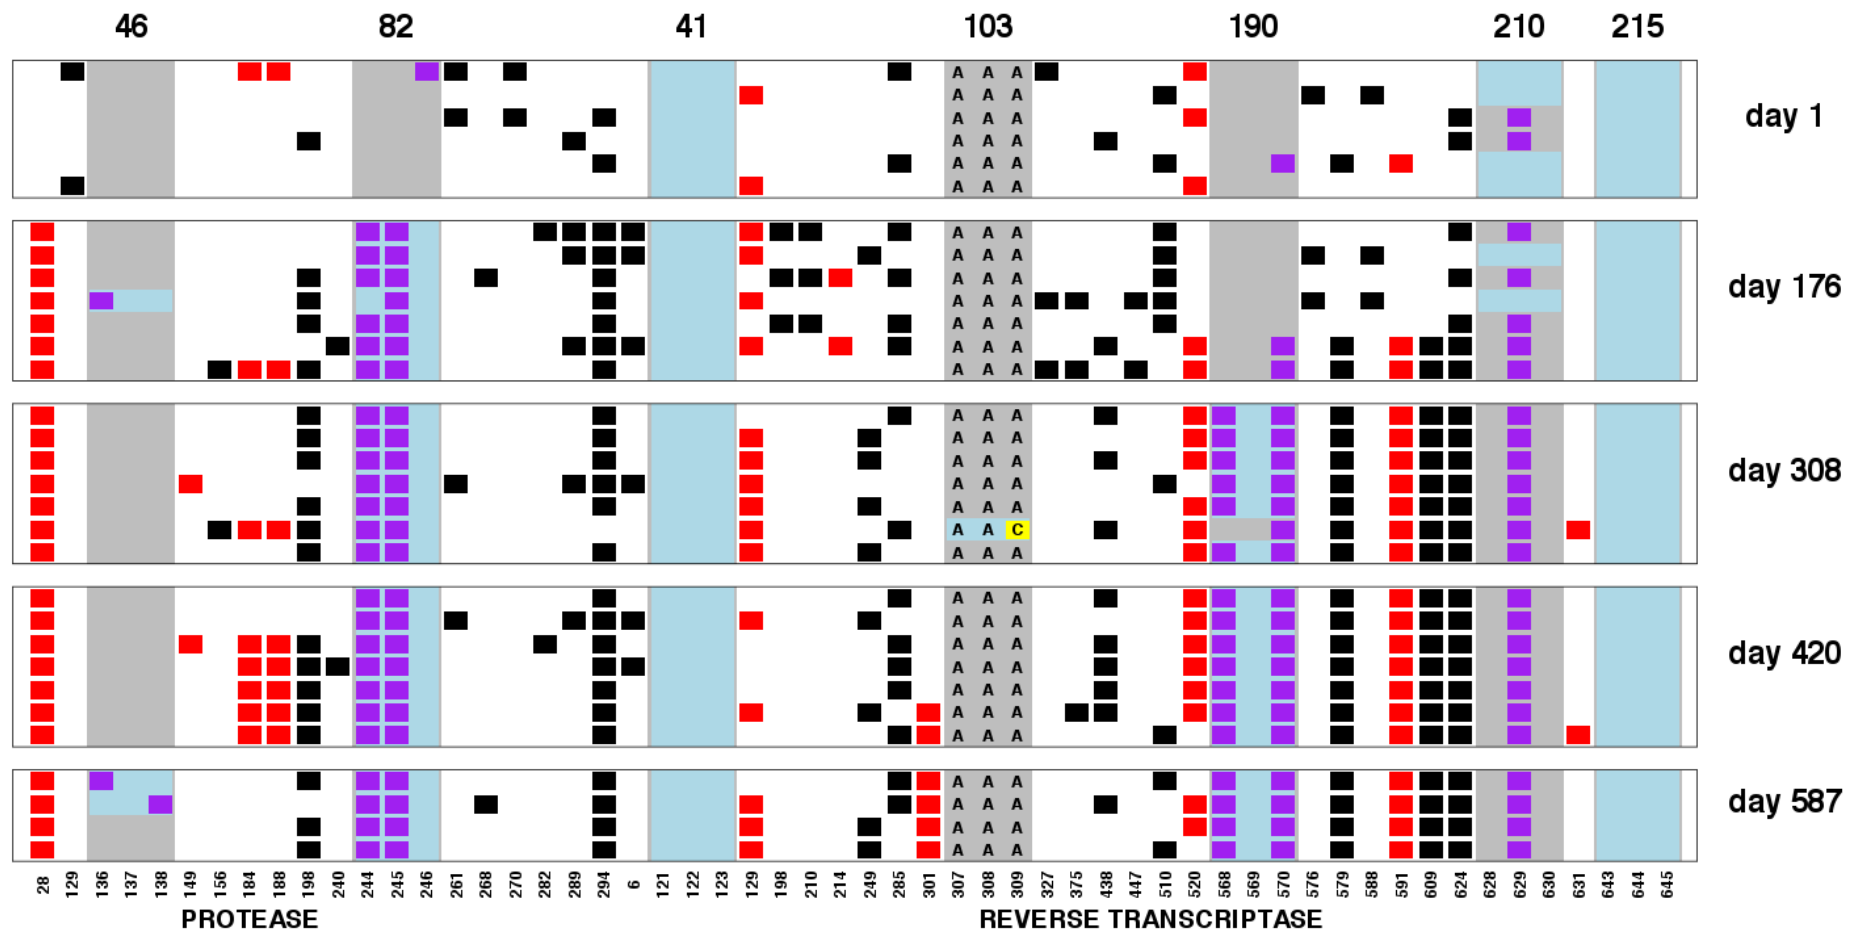 46 82 41 103 190 210 215
A A A
A A A
A A A
A A A
A A A
A A A
day 1
A A A
A A A
A A A
A A A
A A A
A A A
A A A
day 176
A A A
A A A
A A A
A A A
A A A
A A C
A A A
day 308
A A A
A A A
A A A
A A A
A A A
A A A
A A A
day 420
A A A
A A A
A A A
A A A
day 587
28 129 136 137 138 149 156 184 188 198 240 244 245 246 261 268 270 282 289 294 6 121 122 123 129 198 210 214 249 285 301 307 308 309 327 375 438 447 510 520 568 569 570 576 579 588 591 609 624 628 629 630 631 643 644 645
PROTEASE REVERSE TRANSCRIPTASE